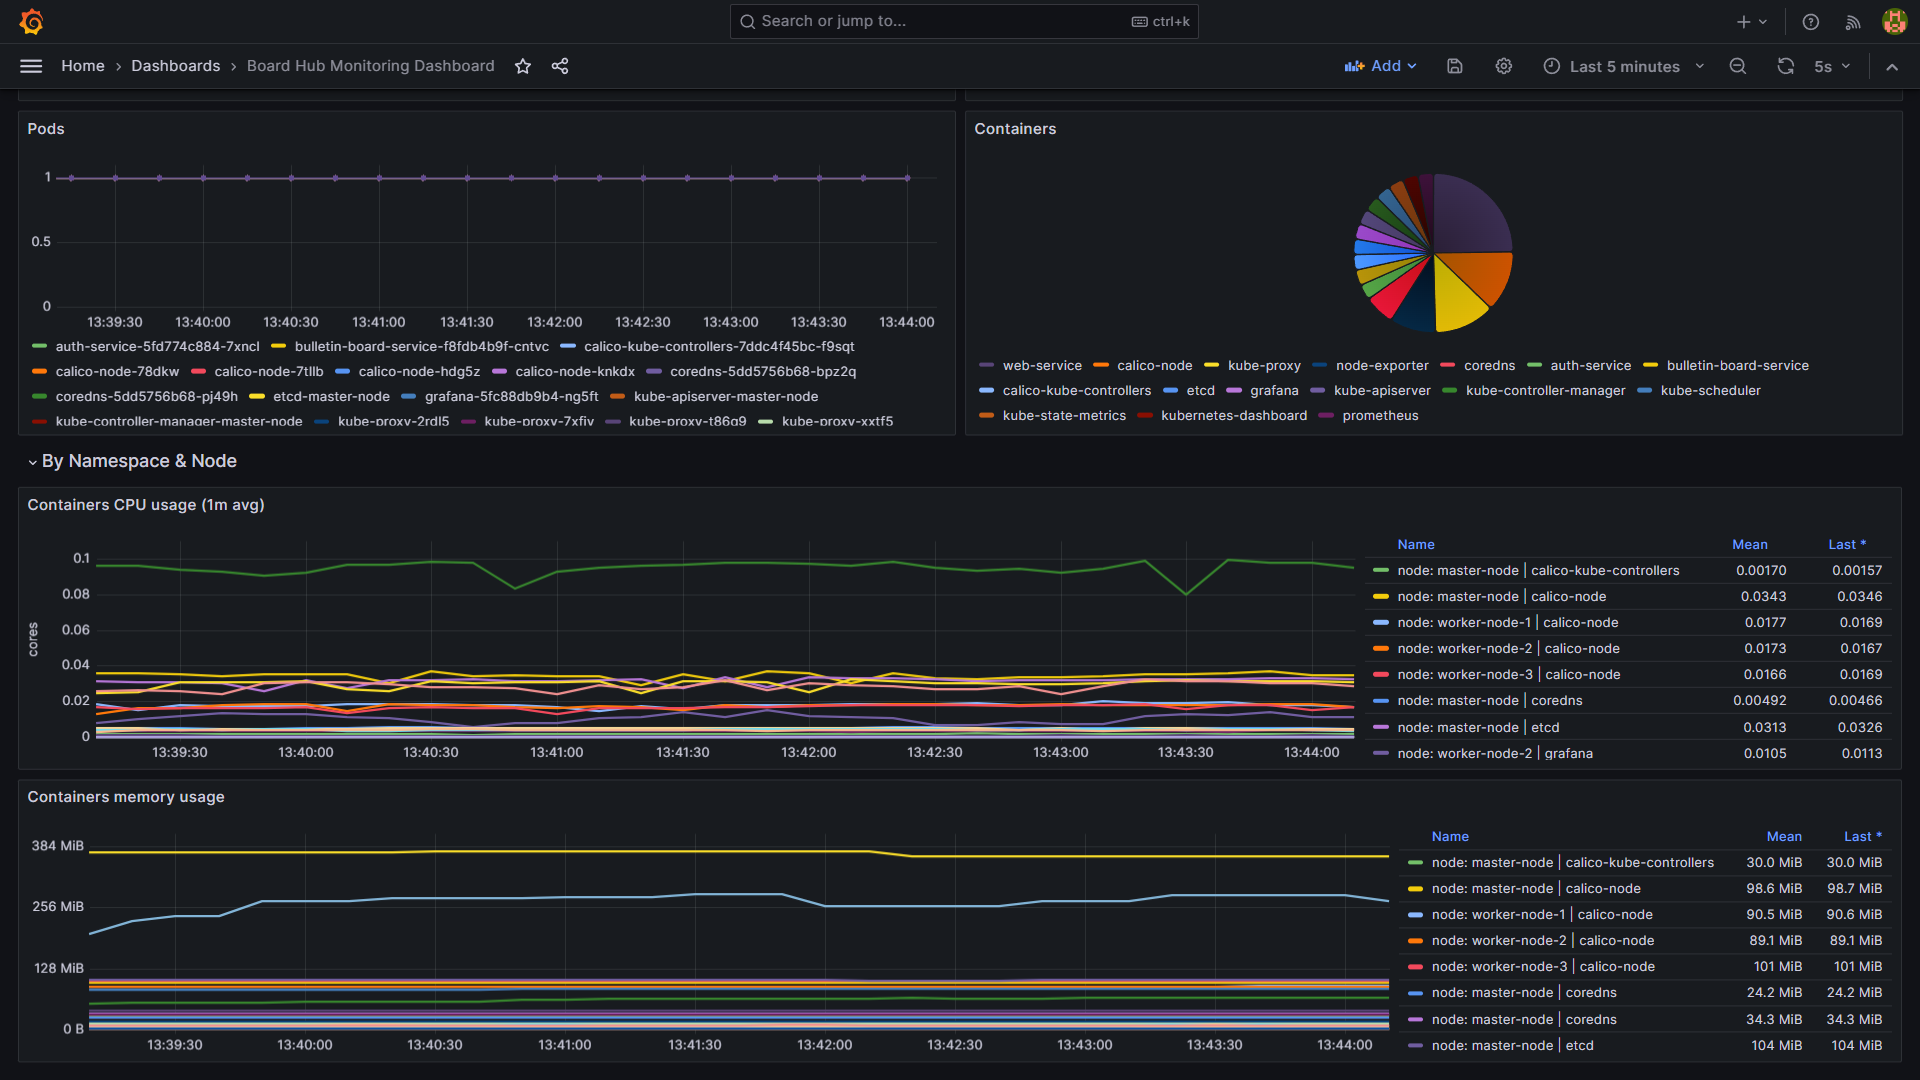 Search or jump to...
ctrl+k
Home › Dashboards › Board Hub Monitoring Dashboard
Add
Last 5 minutes
5s
Pods
1
0.5
0
13:39:30 13:40:00 13:40:30 13:41:00 13:41:30 13:42:00 13:42:30 13:43:00 13:43:30 13:44:00
auth-service-5fd774c884-7xncl bulletin-board-service-f8fdb4b9f-cntvc calico-kube-controllers-7ddc4f45bc-f9sqt
calico-node-78dkw calico-node-7tllb calico-node-hdg5z calico-node-knkdx coredns-5dd5756b68-bpz2q
coredns-5dd5756b68-pj49h etcd-master-node grafana-5fc88db9b4-ng5ft kube-apiserver-master-node
kube-controller-manager-master-node kube-proxy-2rdl5 kube-proxy-7xfjv kube-proxy-t86q9 kube-proxy-xxtf5
Containers
web-service calico-node kube-proxy node-exporter coredns auth-service bulletin-board-service
calico-kube-controllers etcd grafana kube-apiserver kube-controller-manager kube-scheduler
kube-state-metrics kubernetes-dashboard prometheus
By Namespace & Node
Containers CPU usage (1m avg)
cores
0.1
0.08
0.06
0.04
0.02
0
13:39:30 13:40:00 13:40:30 13:41:00 13:41:30 13:42:00 13:42:30 13:43:00 13:43:30 13:44:00
Name Mean Last *
node: master-node | calico-kube-controllers 0.00170 0.00157
node: master-node | calico-node 0.0343 0.0346
node: worker-node-1 | calico-node 0.0177 0.0169
node: worker-node-2 | calico-node 0.0173 0.0167
node: worker-node-3 | calico-node 0.0166 0.0169
node: master-node | coredns 0.00492 0.00466
node: master-node | etcd 0.0313 0.0326
node: worker-node-2 | grafana 0.0105 0.0113
Containers memory usage
384 MiB
256 MiB
128 MiB
0 B
13:39:30 13:40:00 13:40:30 13:41:00 13:41:30 13:42:00 13:42:30 13:43:00 13:43:30 13:44:00
Name Mean Last *
node: master-node | calico-kube-controllers 30.0 MiB 30.0 MiB
node: master-node | calico-node 98.6 MiB 98.7 MiB
node: worker-node-1 | calico-node 90.5 MiB 90.6 MiB
node: worker-node-2 | calico-node 89.1 MiB 89.1 MiB
node: worker-node-3 | calico-node 101 MiB 101 MiB
node: master-node | coredns 24.2 MiB 24.2 MiB
node: master-node | coredns 34.3 MiB 34.3 MiB
node: master-node | etcd 104 MiB 104 MiB